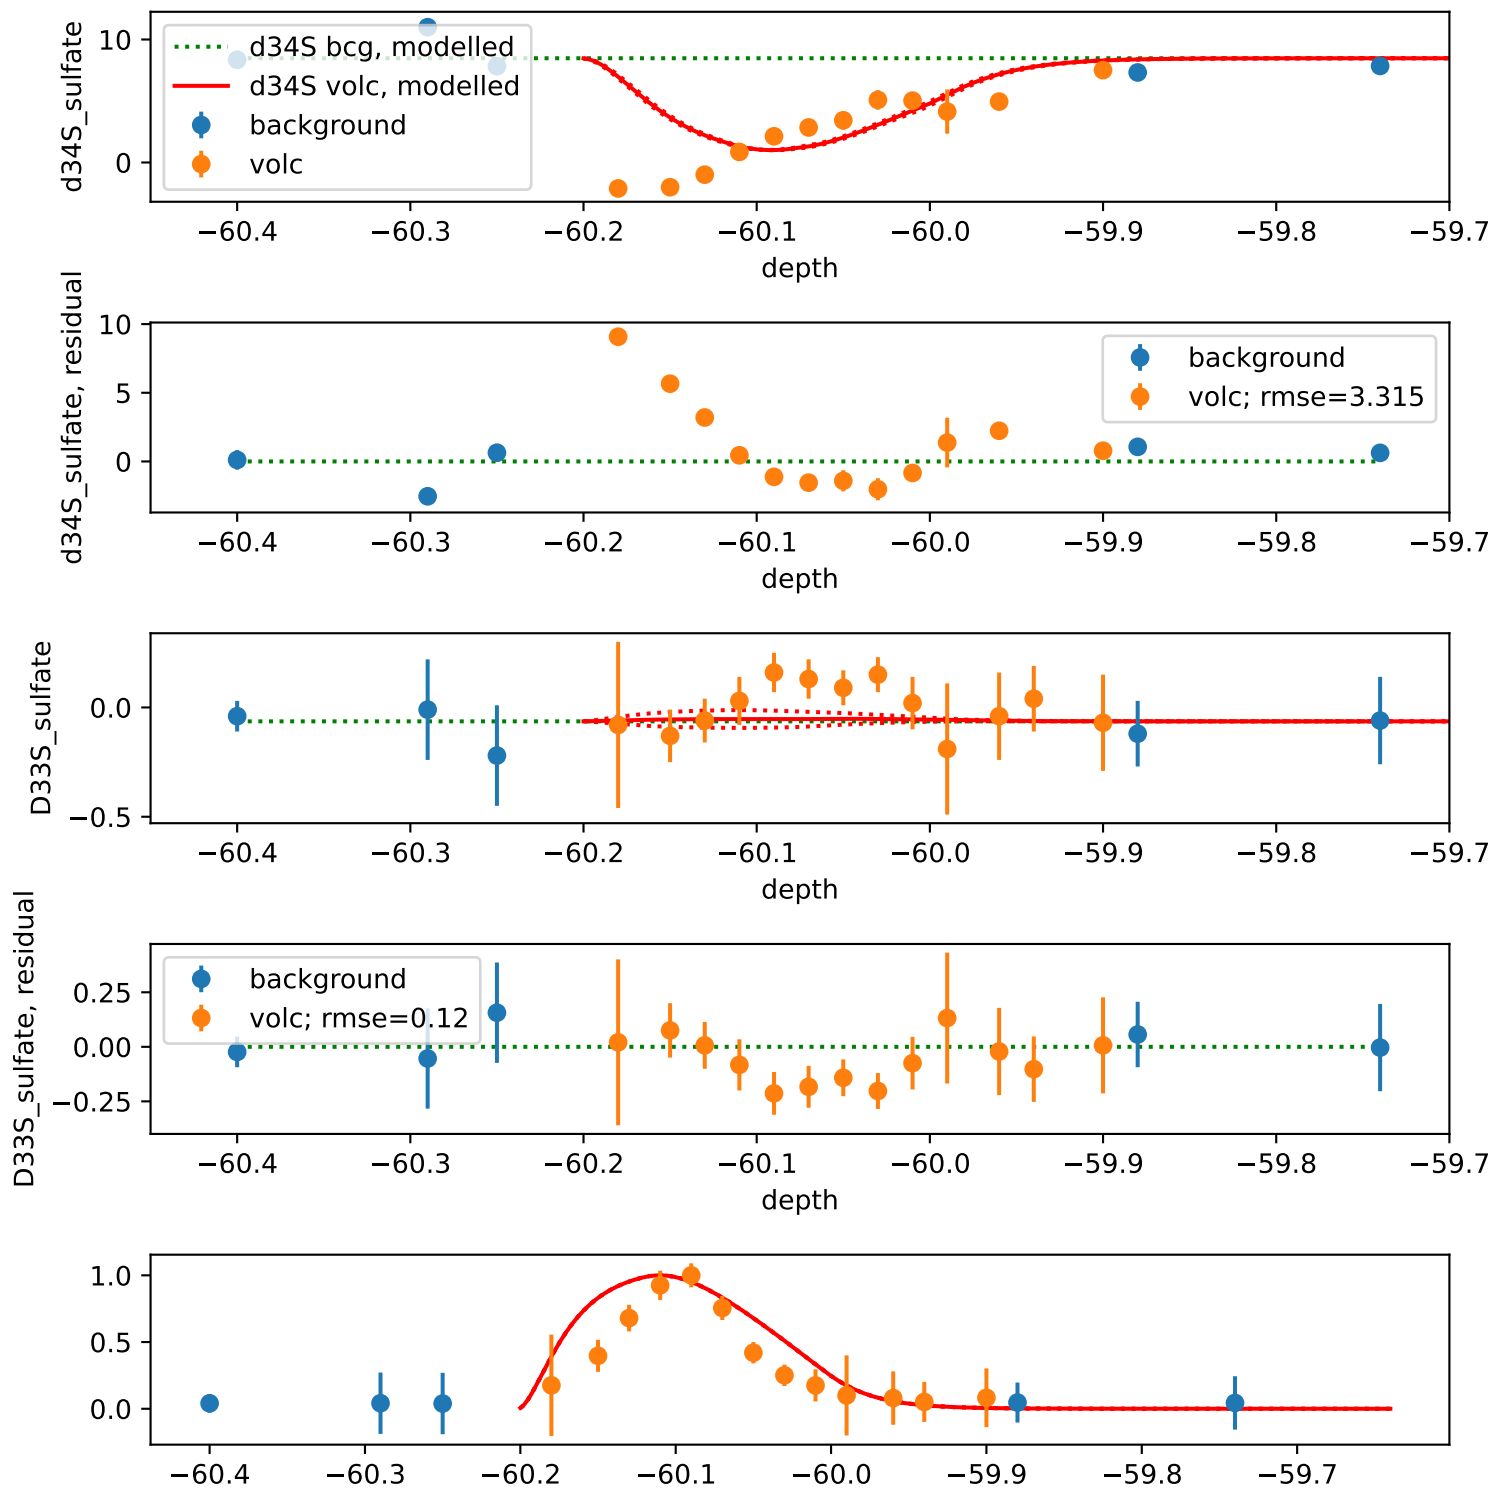 d34S_sulfate
10
0
d34S bcg, modelled
d34S volc, modelled
background
volc
−60.4 −60.3 −60.2 −60.1 −60.0 −59.9 −59.8 −59.7
depth
d34S_sulfate, residual
10
5
0
background
volc; rmse=3.315
−60.4 −60.3 −60.2 −60.1 −60.0 −59.9 −59.8 −59.7
depth
D33S_sulfate
0.0
−0.5
−60.4 −60.3 −60.2 −60.1 −60.0 −59.9 −59.8 −59.7
depth
D33S_sulfate, residual
0.25
0.00
−0.25
background
volc; rmse=0.12
−60.4 −60.3 −60.2 −60.1 −60.0 −59.9 −59.8 −59.7
depth
1.0
0.5
0.0
−60.4 −60.3 −60.2 −60.1 −60.0 −59.9 −59.8 −59.7